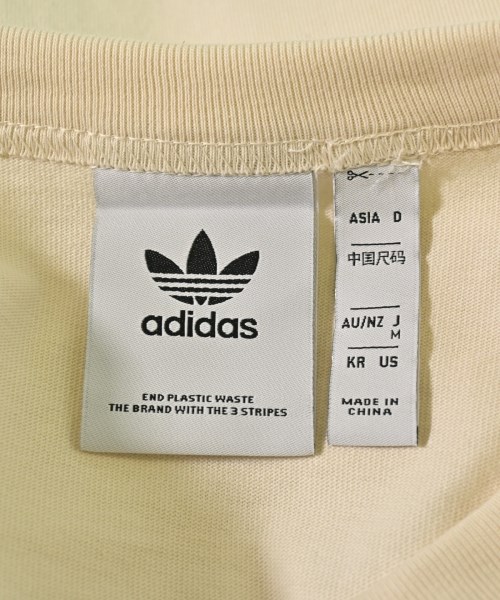 adidas
END PLASTIC WASTE
THE BRAND WITH THE 3 STRIPES
ASIA D
中国尺码
AU/NZ J
M
KR US
MADE IN
CHINA